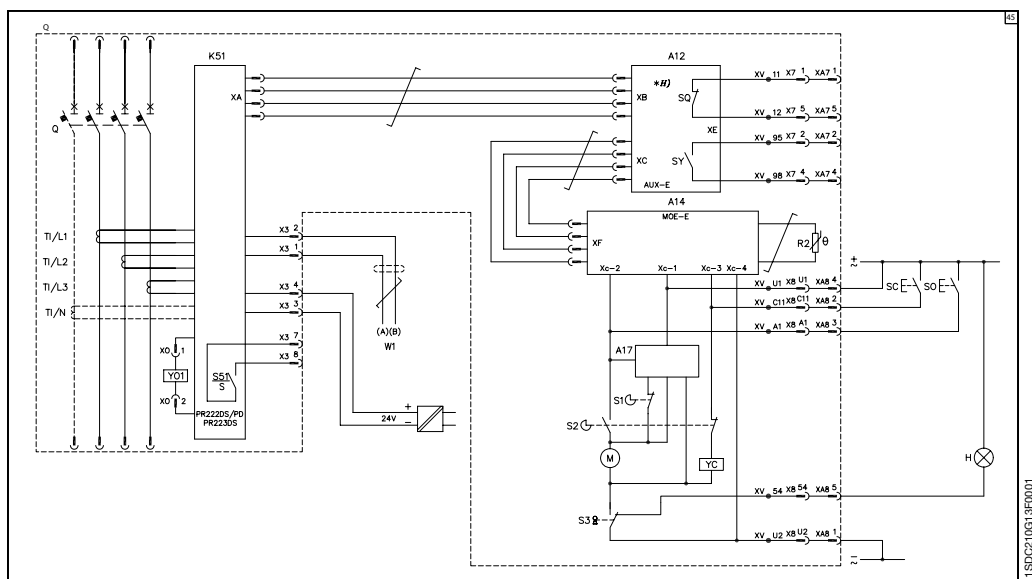 45
Q
K51
A12
XA
*H)
XB
SQ
XE
XC
SY
AUX-E
XV 11 X7 1 XA7 1
XV 12 X7 5 XA7 5
XV 95 X7 2 XA7 2
XV 98 X7 4 XA7 4
Q
A14
MOE-E
XF
R2 θ
Xc-2 Xc-1 Xc-3 Xc-4
TI/L1
TI/L2
TI/L3
TI/N
X3 2
X3 1
X3 4
X3 3
X3 7
X3 8
(A)(B)
W1
XV U1 X8 U1 XA8 4
XV C11 X8 C11 XA8 2
XV A1 X8 A1 XA8 3
+
~
SC
SO
A17
S1
S2
M
YC
H
X0 1
YO1
X0 2
S51
S
PR222DS/PD
PR223DS
+
24V
−
XV 54 X8 54 XA8 5
S3
XV U2 X8 U2 XA8 1
−
~
1SDC210G13F0001